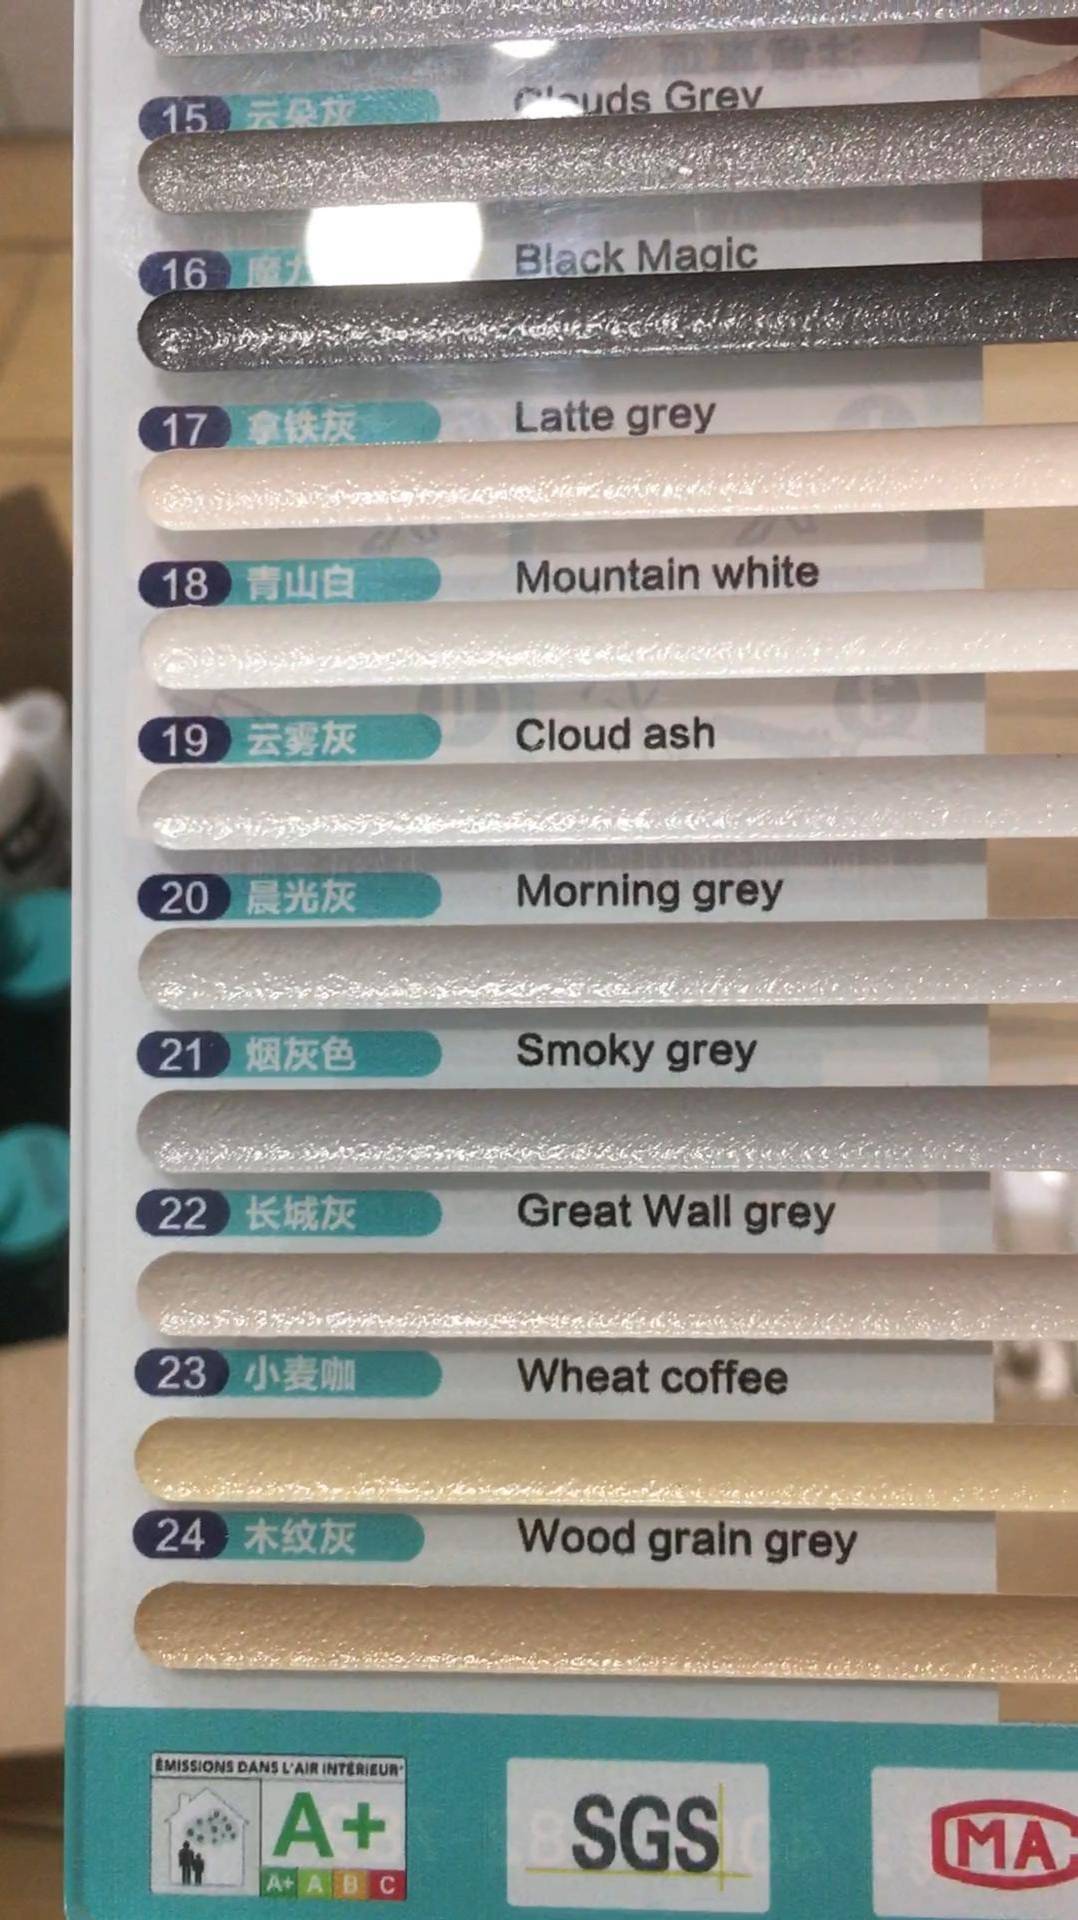 15 云朵灰 Clouds Grey
16 魔力 Black Magic
17 拿铁灰 Latte grey
18 青山白 Mountain white
19 云雾灰 Cloud ash
20 晨光灰 Morning grey
21 烟灰色 Smoky grey
22 长城灰 Great Wall grey
23 小麦咖 Wheat coffee
24 木纹灰 Wood grain grey
ÉMISSIONS DANS L'AIR INTÉRIEUR*
A+
A+ A B C
SGS
MA